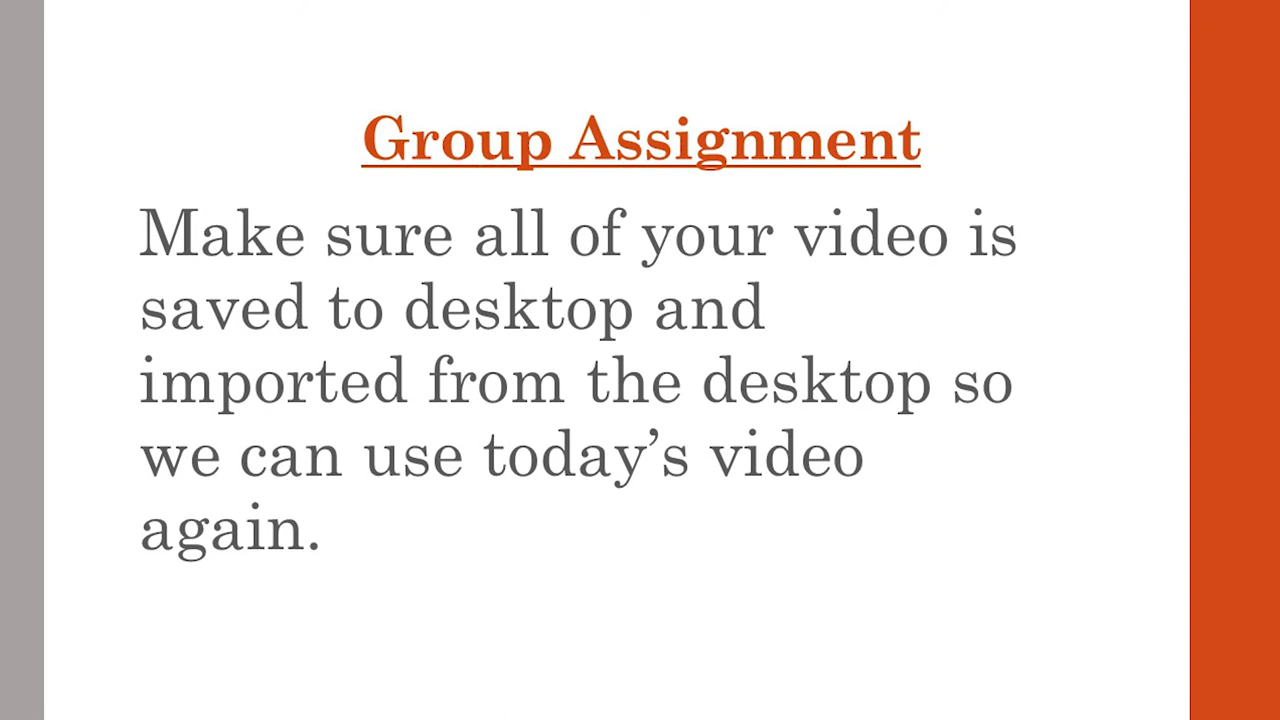 Group Assignment
Make sure all of your video is
saved to desktop and
imported from the desktop so
we can use today’s video
again.